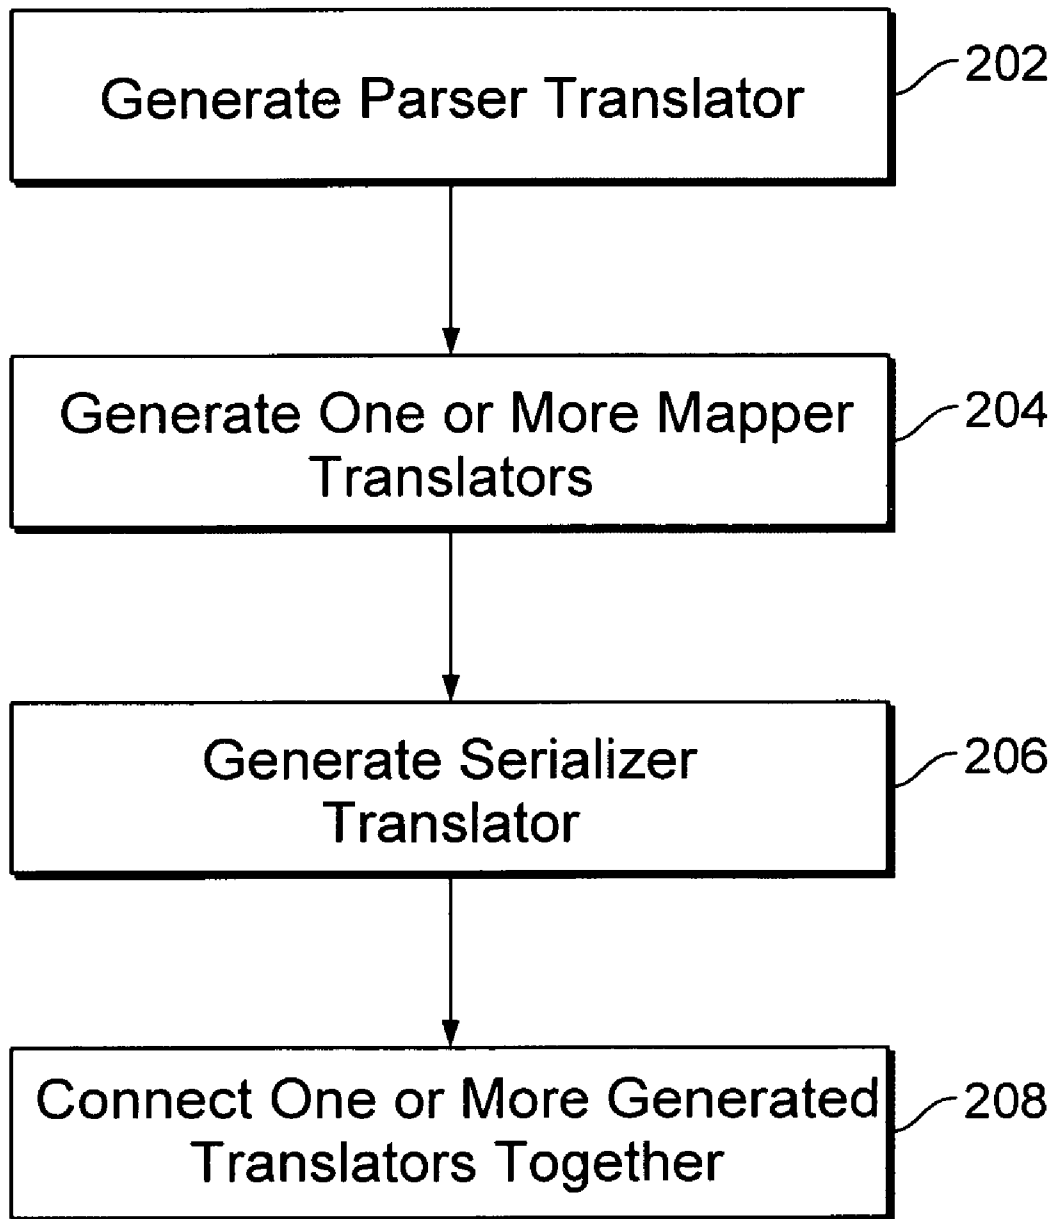 Generate Parser Translator
202
Generate One or More Mapper
Translators
204
Generate Serializer
Translator
206
Connect One or More Generated
Translators Together
208